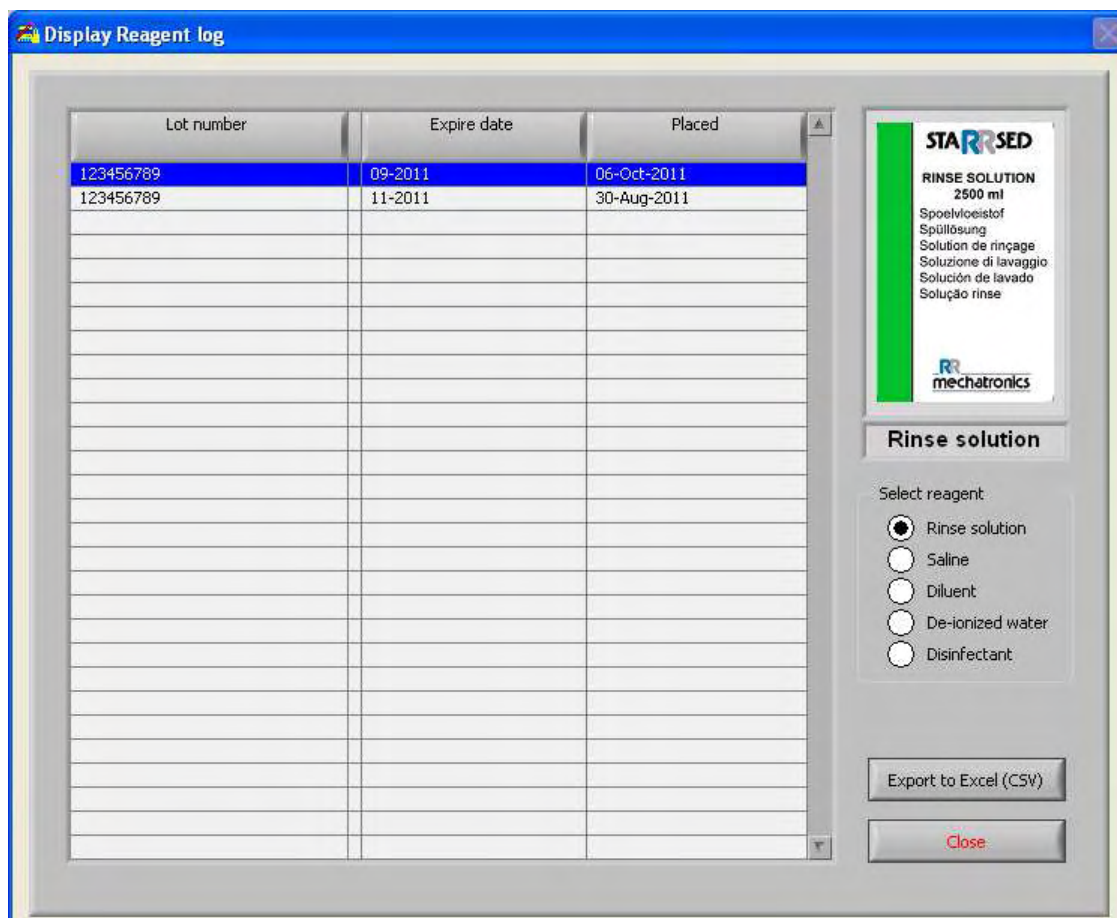 Display Reagent log
Lot number Expire date Placed
123456789 09-2011 06-Oct-2011
123456789 11-2011 30-Aug-2011
STARRSED
RINSE SOLUTION
2500 ml
Spoelvloeistof
Spüllösung
Solution de rinçage
Soluzione di lavaggio
Solución de lavado
Solução rinse
RR
mechatronics
Rinse solution
Select reagent
Rinse solution
Saline
Diluent
De-ionized water
Disinfectant
Export to Excel (CSV)
Close